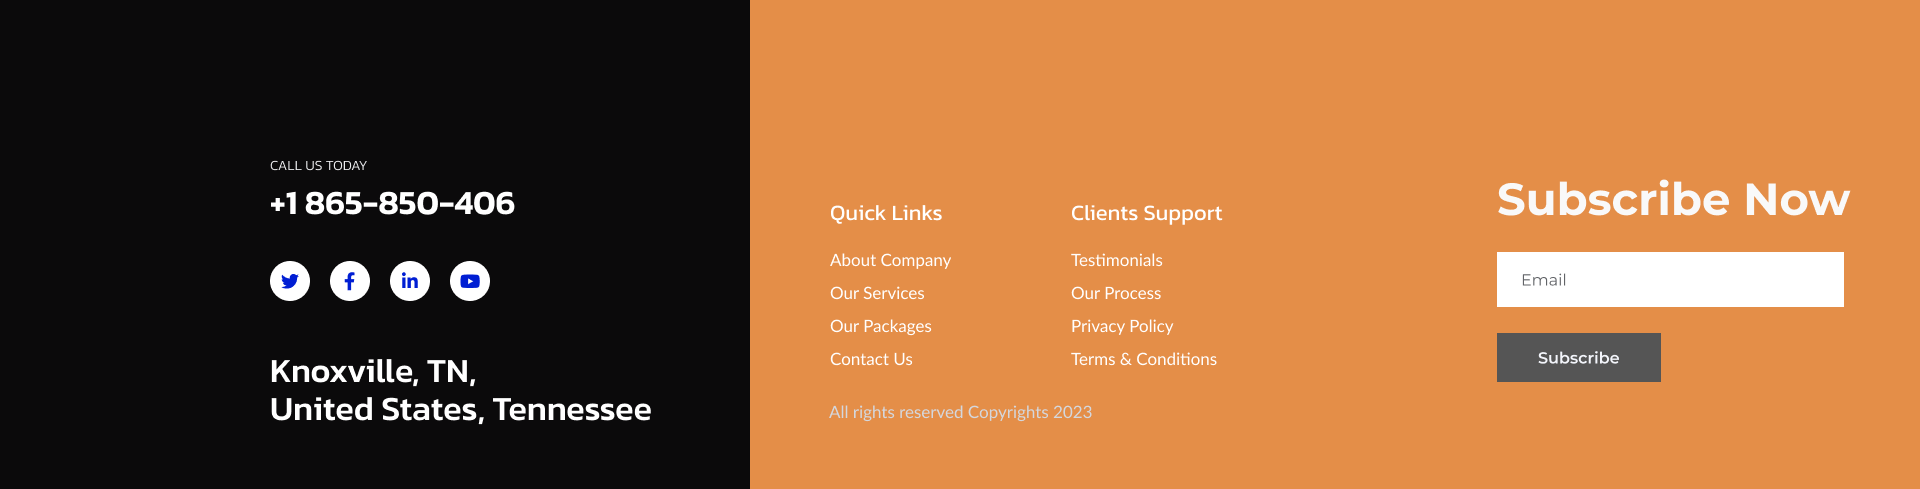 CALL US TODAY
+1 865-850-406
Knoxville, TN,
United States, Tennessee
Quick Links
About Company
Our Services
Our Packages
Contact Us
Clients Support
Testimonials
Our Process
Privacy Policy
Terms & Conditions
All rights reserved Copyrights 2023
Subscribe Now
Email
Subscribe